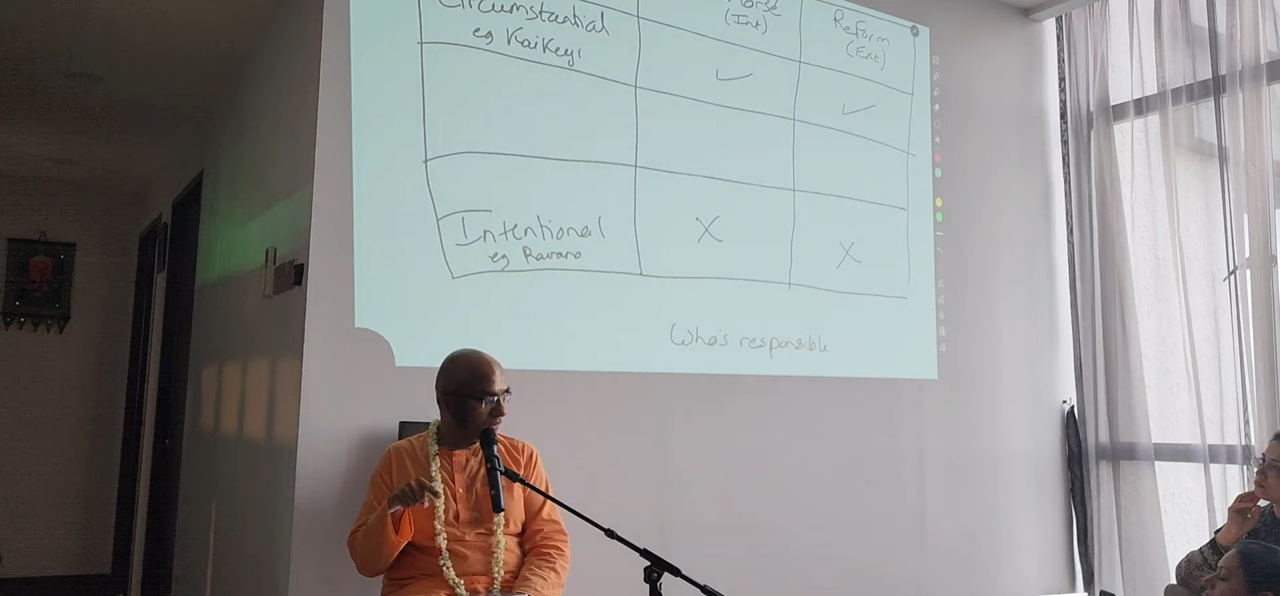 Circumstantial
eg Kaikeyi
(Int)
Reform
(Ext)
Intentional
eg Ravana
X
X
Who's responsible